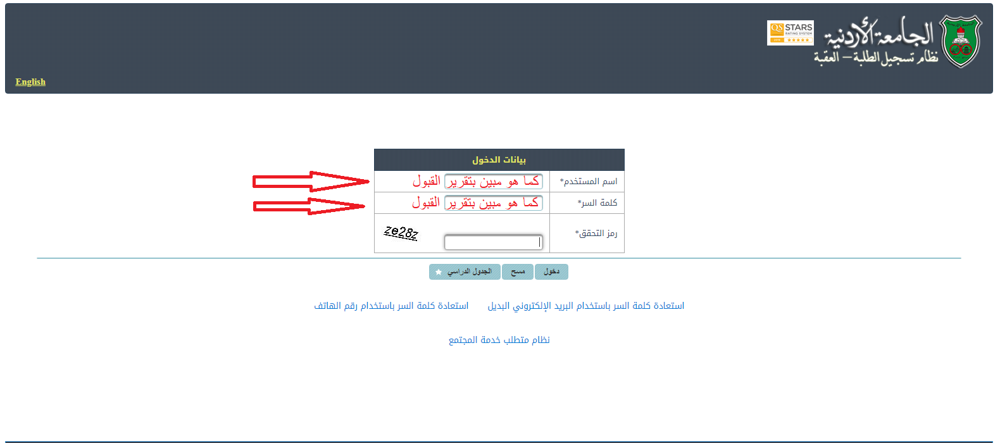 الجامعة الأردنية
نظام تسجيل الطلبة – العقبة
QS STARS
RATING SYSTEM
English
بيانات الدخول
اسم المستخدم* كما هو مبين بتقرير القبول
كلمة السر* كما هو مبين بتقرير القبول
رمز التحقق* ze28z
دخول مسح الجدول الدراسي
استعادة كلمة السر باستخدام البريد الإلكتروني البديل استعادة كلمة السر باستخدام رقم الهاتف
نظام متطلب خدمة المجتمع